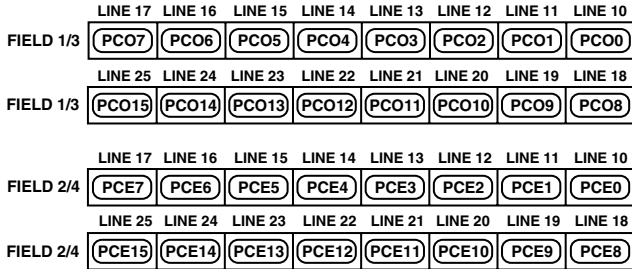 LINE 17 LINE 16 LINE 15 LINE 14 LINE 13 LINE 12 LINE 11 LINE 10
FIELD 1/3 PCO7 PCO6 PCO5 PCO4 PCO3 PCO2 PCO1 PCO0
LINE 25 LINE 24 LINE 23 LINE 22 LINE 21 LINE 20 LINE 19 LINE 18
FIELD 1/3 PCO15 PCO14 PCO13 PCO12 PCO11 PCO10 PCO9 PCO8
LINE 17 LINE 16 LINE 15 LINE 14 LINE 13 LINE 12 LINE 11 LINE 10
FIELD 2/4 PCE7 PCE6 PCE5 PCE4 PCE3 PCE2 PCE1 PCE0
LINE 25 LINE 24 LINE 23 LINE 22 LINE 21 LINE 20 LINE 19 LINE 18
FIELD 2/4 PCE15 PCE14 PCE13 PCE12 PCE11 PCE10 PCE9 PCE8